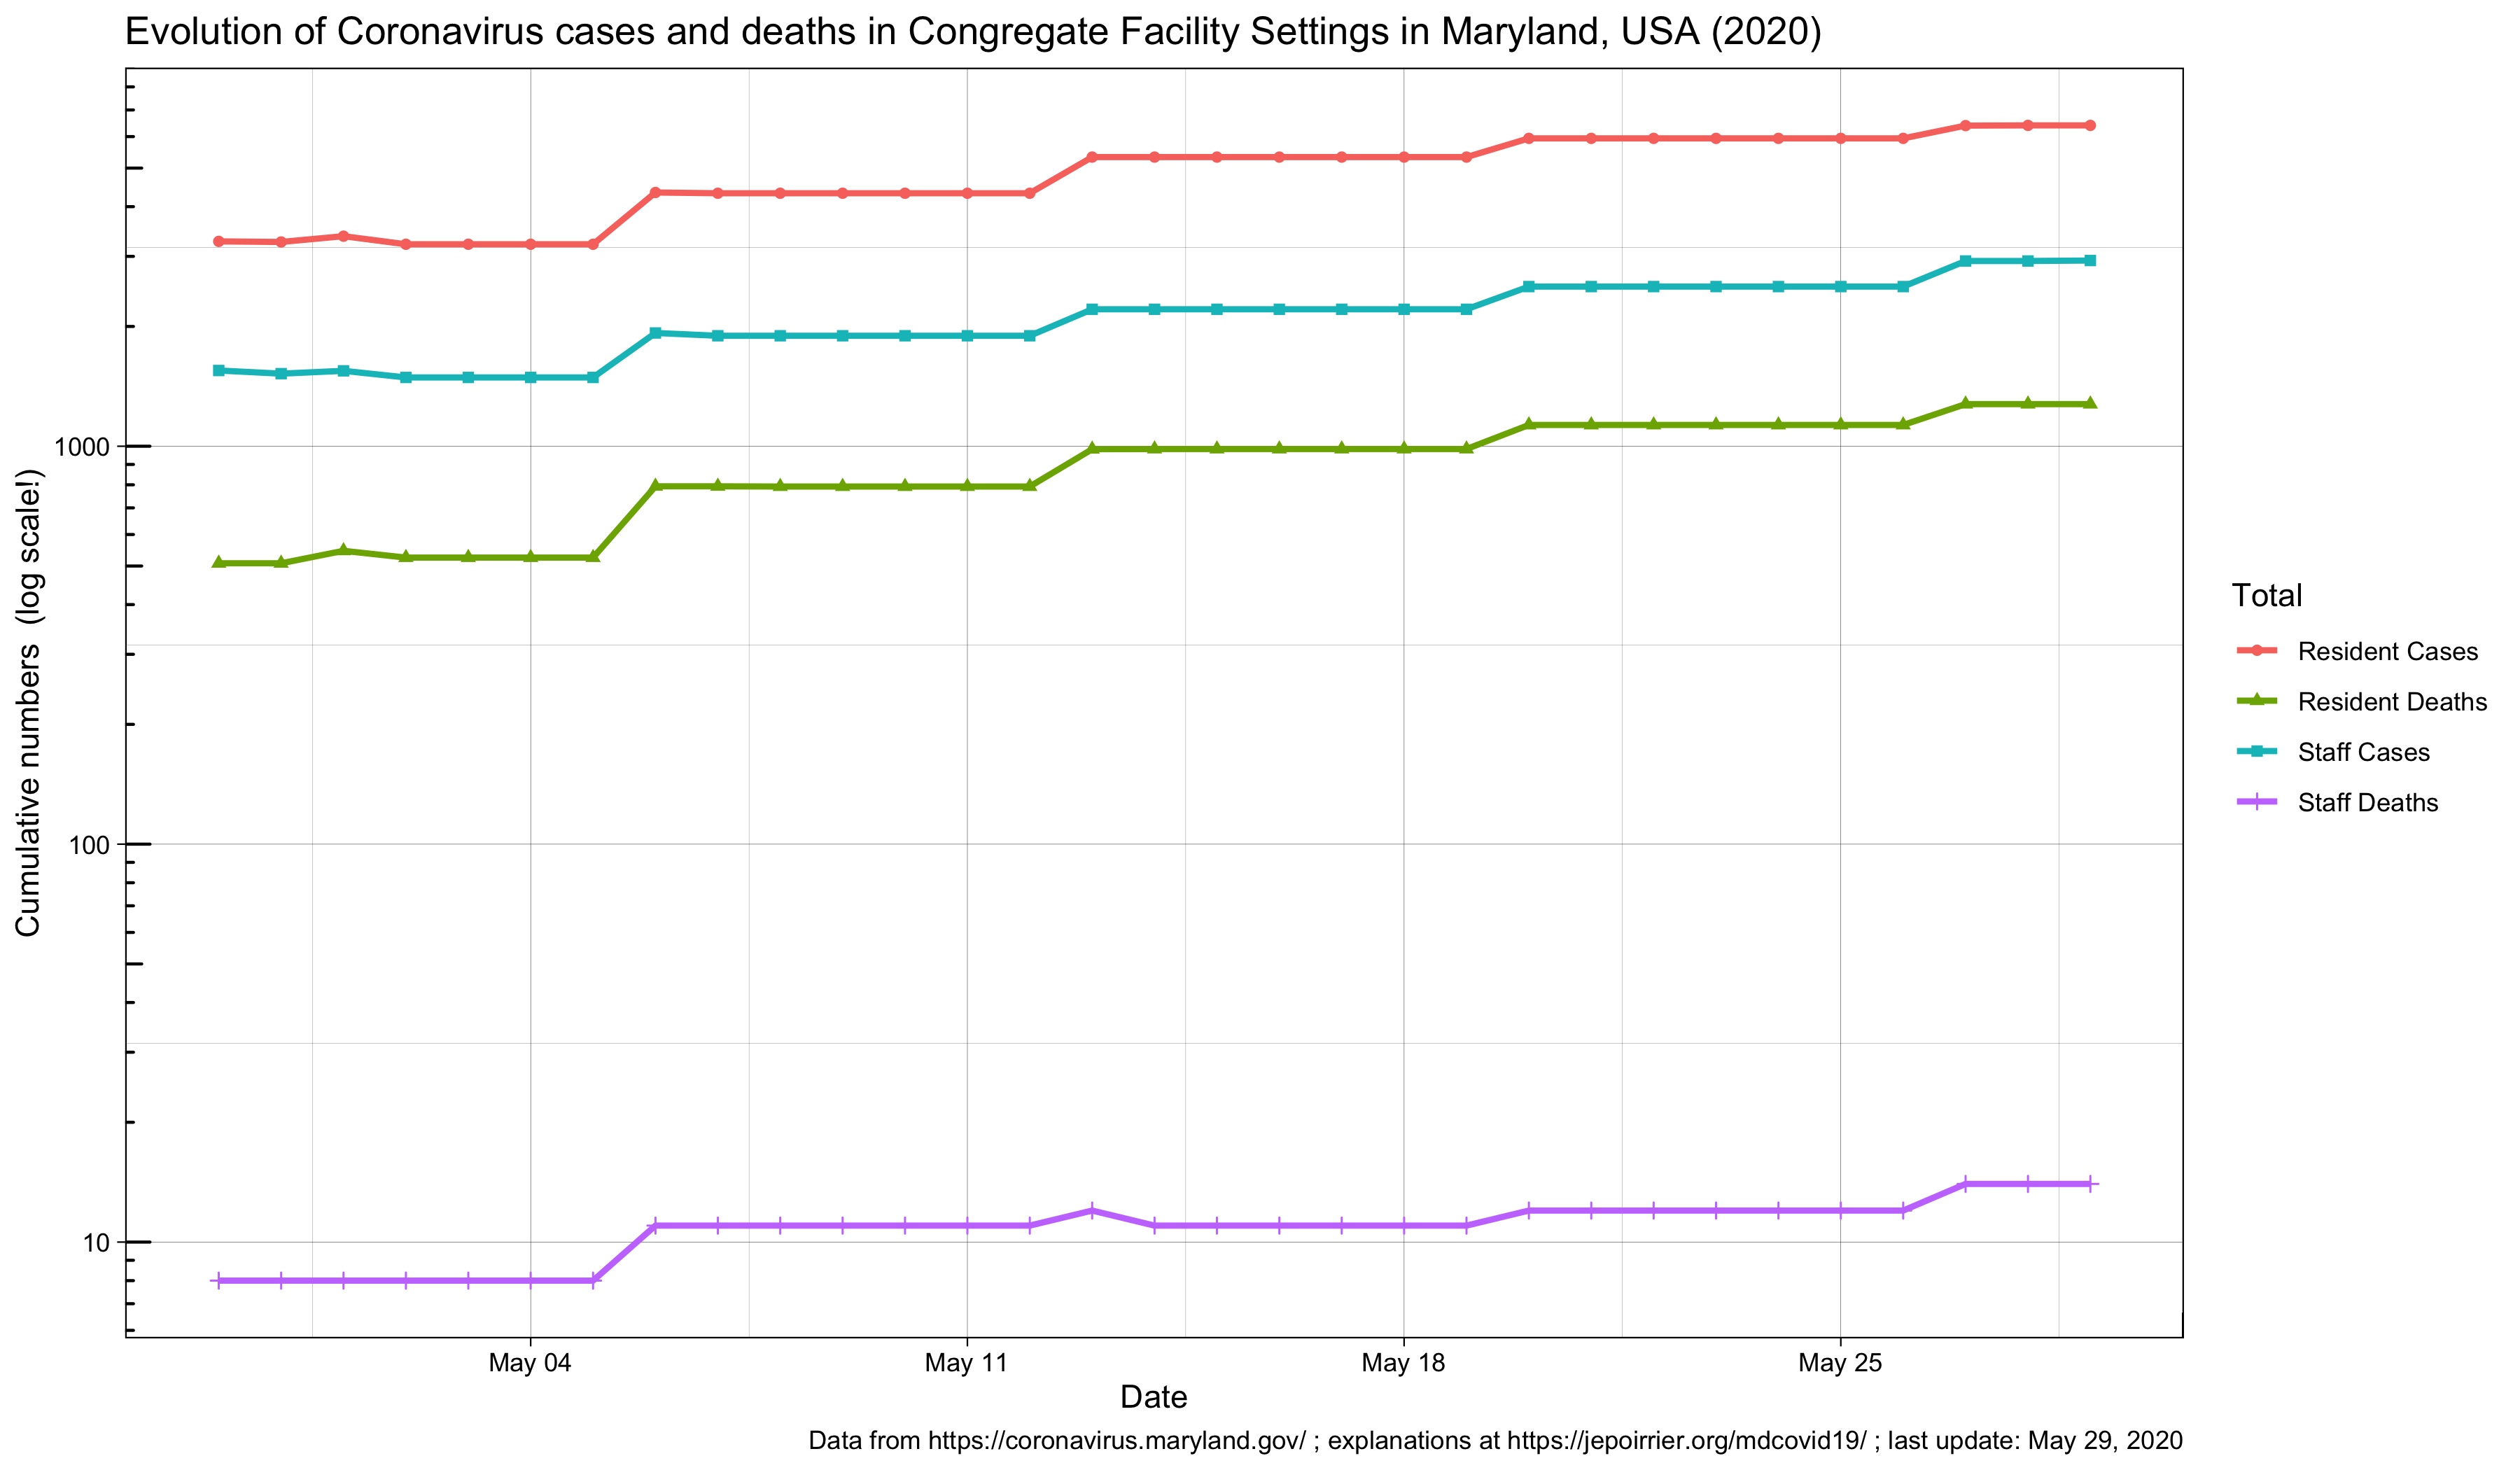 Evolution of Coronavirus cases and deaths in Congregate Facility Settings in Maryland, USA (2020)
Cumulative numbers  (log scale!)
1000
100
10
Total
Resident Cases
Resident Deaths
Staff Cases
Staff Deaths
May 04
May 11
May 18
May 25
Date
Data from https://coronavirus.maryland.gov/ ; explanations at https://jepoirrier.org/mdcovid19/ ; last update: May 29, 2020